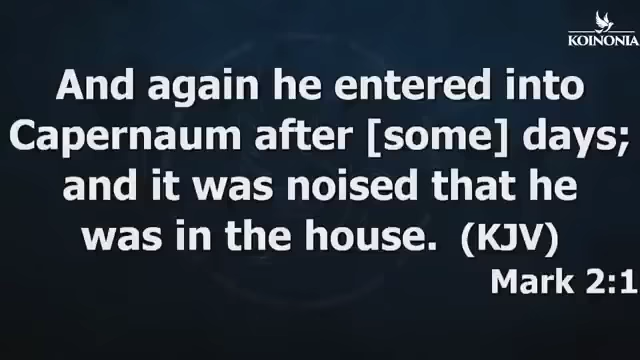 KOINONIA
And again he entered into
Capernaum after [some] days;
and it was noised that he
was in the house. (KJV)
Mark 2:1